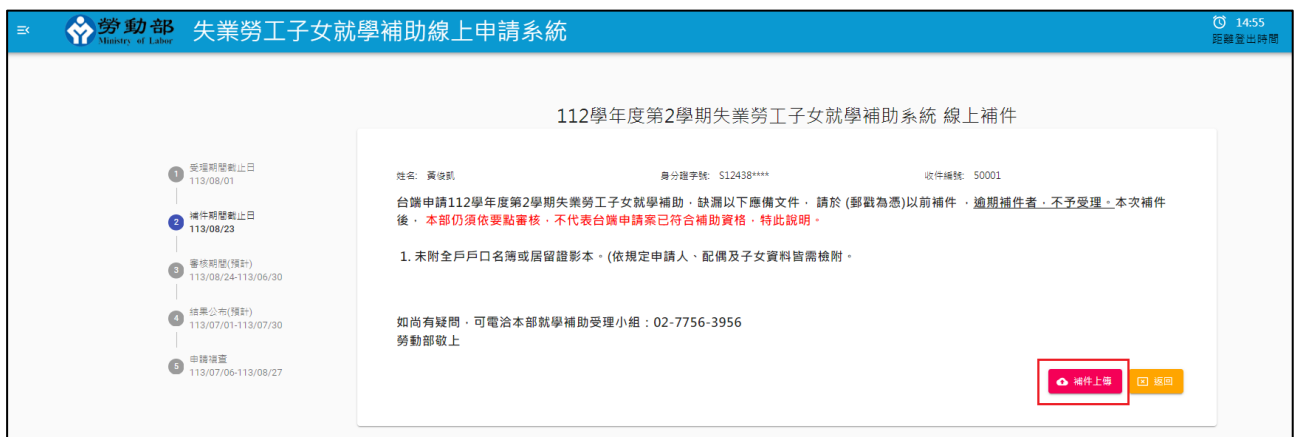 勞動部
Ministry of Labor
失業勞工子女就學補助線上申請系統
14:55
距離登出時間
112學年度第2學期失業勞工子女就學補助系統 線上補件
1 受理期間截止日
113/08/01
2 補件期間截止日
113/08/23
3 審核期間(預計)
113/08/24-113/06/30
4 結果公布(預計)
113/07/01-113/07/30
5 申請複查
113/07/06-113/08/27
姓名: 黃俊凱 身分證字號: S12438**** 收件編號: 50001
台端申請112學年度第2學期失業勞工子女就學補助，缺漏以下應備文件， 請於 (郵戳為憑)以前補件 ，逾期補件者，不予受理。本次補件
後， 本部仍須依要點審核，不代表台端申請案已符合補助資格，特此說明。
1. 未附全戶戶口名簿或居留證影本。(依規定申請人、配偶及子女資料皆需檢附。
如尚有疑問，可電洽本部就學補助受理小組：02-7756-3956
勞動部敬上
補件上傳 返回